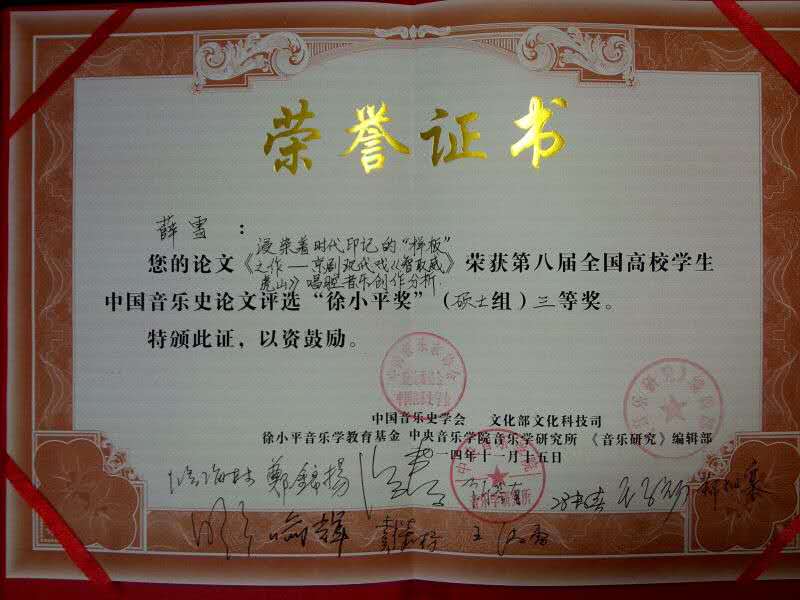 荣誉证书
薛雪：
浸染着时代印记的“样板”
您的论文《之作——京剧现代戏《智取威》荣获第八届全国高校学生
虎山》唱腔音乐创作分析
中国音乐史论文评选“徐小平奖”（硕士组）三等奖。
特颁此证，以资鼓励。
中国音乐史学会 文化部文化科技司
徐小平音乐学教育基金 中央音乐学院音乐学研究所 《音乐研究》编辑部
一四年十一月十五日
鄭錦揚